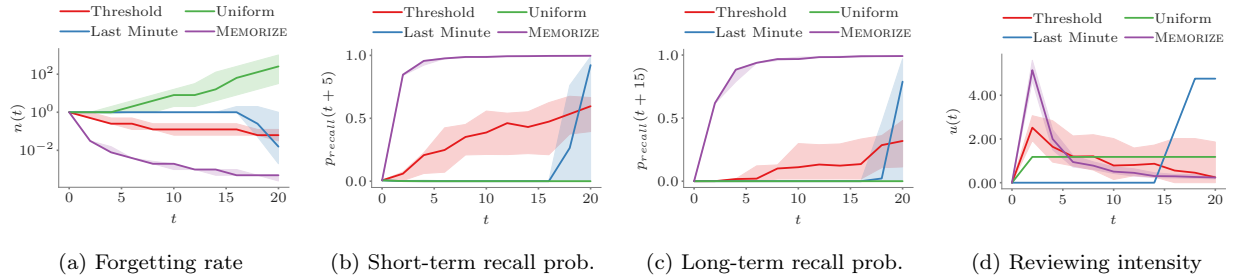 Threshold Uniform
Last Minute MEMORIZE
n(t)
10^2
10^0
10^−2
0 5 10 15 20
t
(a) Forgetting rate
Threshold Uniform
Last Minute MEMORIZE
p_recall(t + 5)
1.0
0.5
0.0
0 5 10 15 20
t
(b) Short-term recall prob.
Threshold Uniform
Last Minute MEMORIZE
p_recall(t + 15)
1.0
0.5
0.0
0 5 10 15 20
t
(c) Long-term recall prob.
Threshold Uniform
Last Minute MEMORIZE
u(t)
4.00
2.00
0.00
0 5 10 15 20
t
(d) Reviewing intensity